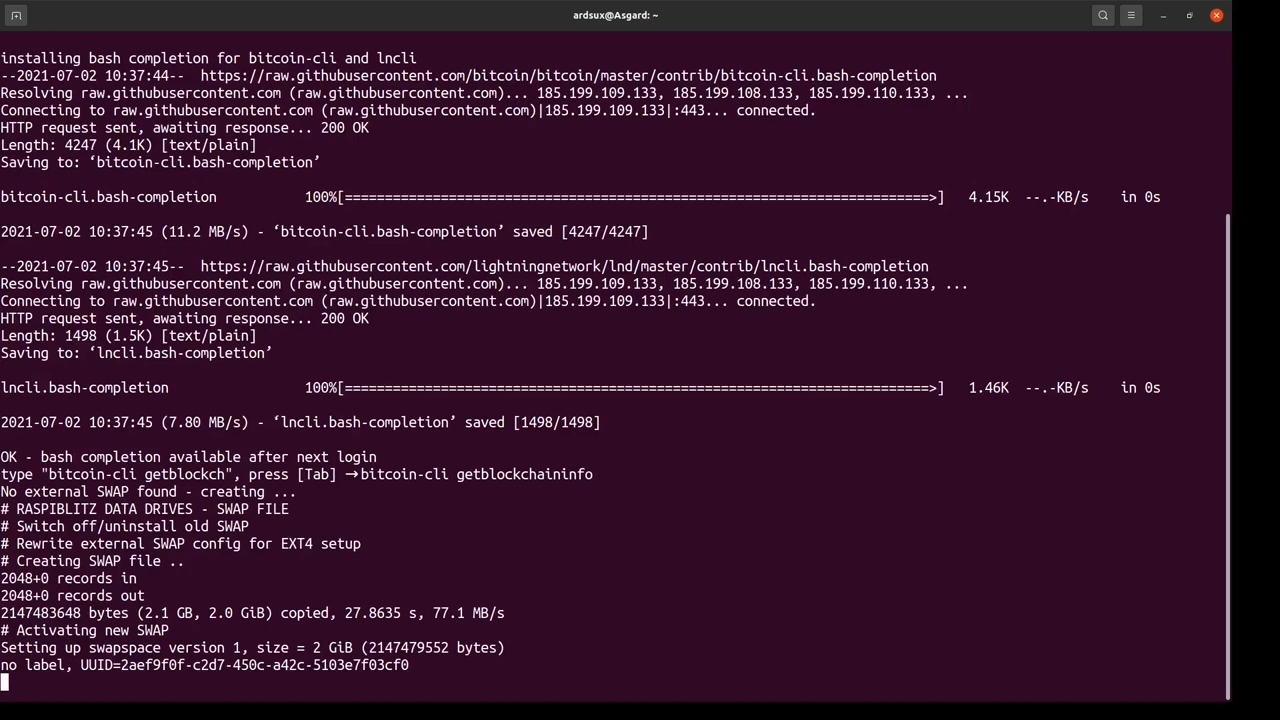 ardsux@Asgard: ~
installing bash completion for bitcoin-cli and lncli
--2021-07-02 10:37:44--  https://raw.githubusercontent.com/bitcoin/bitcoin/master/contrib/bitcoin-cli.bash-completion
Resolving raw.githubusercontent.com (raw.githubusercontent.com)... 185.199.109.133, 185.199.108.133, 185.199.110.133, ...
Connecting to raw.githubusercontent.com (raw.githubusercontent.com)|185.199.109.133|:443... connected.
HTTP request sent, awaiting response... 200 OK
Length: 4247 (4.1K) [text/plain]
Saving to: ‘bitcoin-cli.bash-completion’
bitcoin-cli.bash-completion           100%[=========================================================================>]   4.15K  --.-KB/s    in 0s
2021-07-02 10:37:45 (11.2 MB/s) - ‘bitcoin-cli.bash-completion’ saved [4247/4247]
--2021-07-02 10:37:45--  https://raw.githubusercontent.com/lightningnetwork/lnd/master/contrib/lncli.bash-completion
Resolving raw.githubusercontent.com (raw.githubusercontent.com)... 185.199.109.133, 185.199.108.133, 185.199.110.133, ...
Connecting to raw.githubusercontent.com (raw.githubusercontent.com)|185.199.109.133|:443... connected.
HTTP request sent, awaiting response... 200 OK
Length: 1498 (1.5K) [text/plain]
Saving to: ‘lncli.bash-completion’
lncli.bash-completion                 100%[=========================================================================>]   1.46K  --.-KB/s    in 0s
2021-07-02 10:37:45 (7.80 MB/s) - ‘lncli.bash-completion’ saved [1498/1498]
OK - bash completion available after next login
type "bitcoin-cli getblockch", press [Tab] → bitcoin-cli getblockchaininfo
No external SWAP found - creating ...
# RASPIBLITZ DATA DRIVES - SWAP FILE
# Switch off/uninstall old SWAP
# Rewrite external SWAP config for EXT4 setup
# Creating SWAP file ..
2048+0 records in
2048+0 records out
2147483648 bytes (2.1 GB, 2.0 GiB) copied, 27.8635 s, 77.1 MB/s
# Activating new SWAP
Setting up swapspace version 1, size = 2 GiB (2147479552 bytes)
no label, UUID=2aef9f0f-c2d7-450c-a42c-5103e7f03cf0